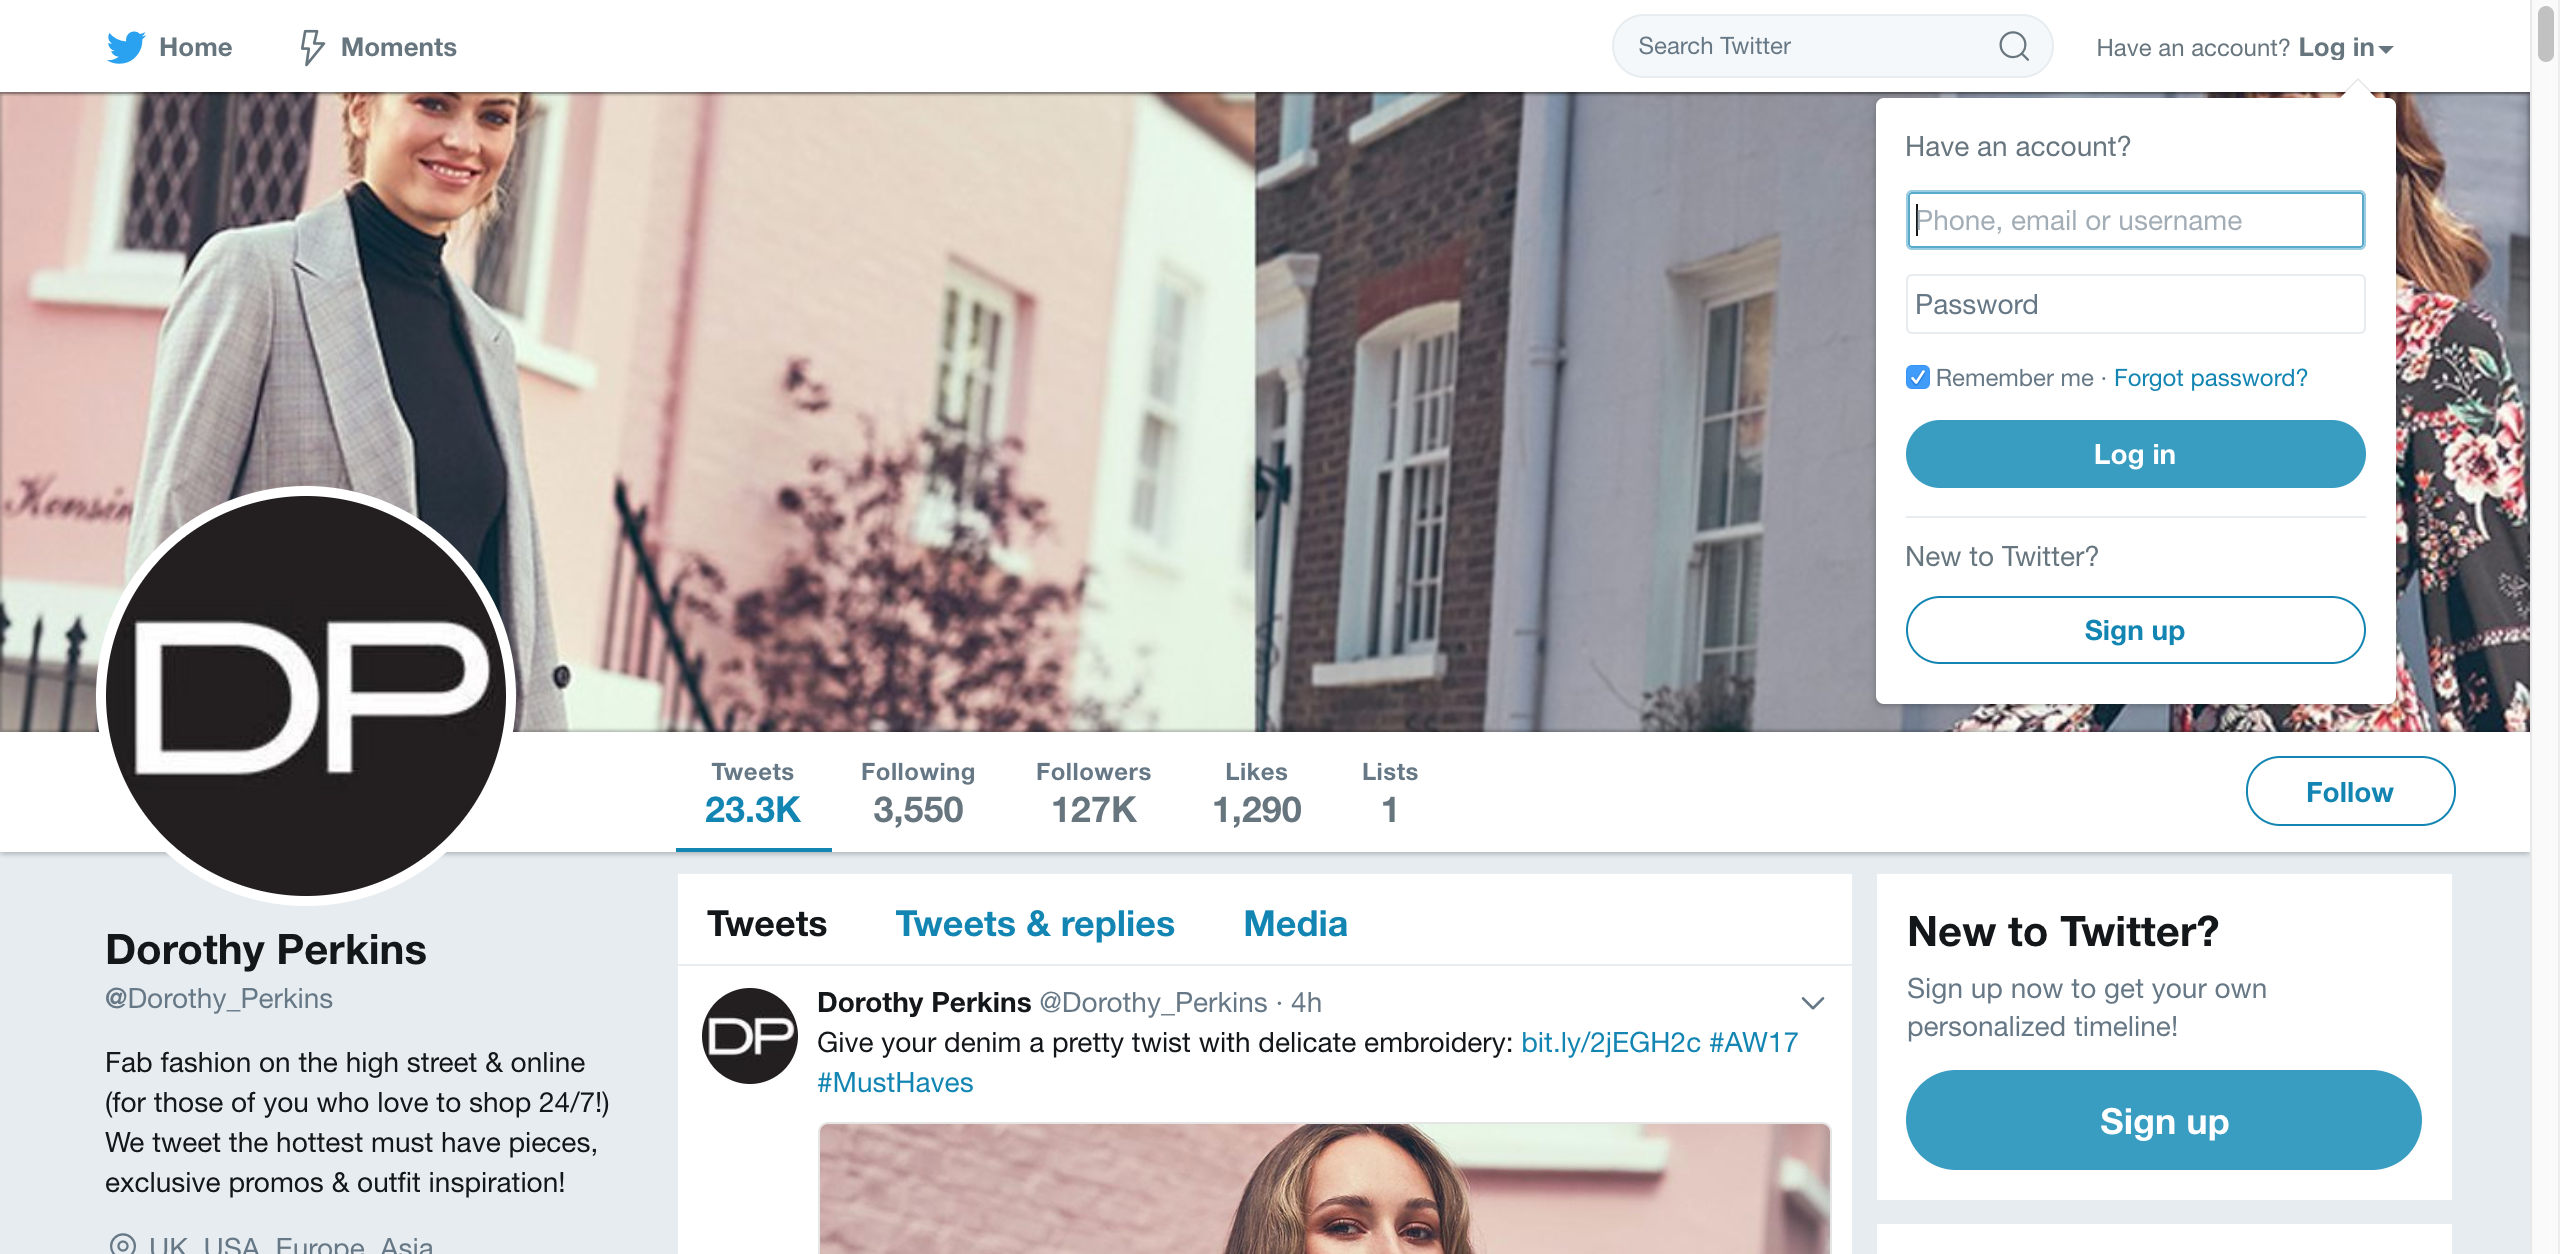 Home
Moments
Search Twitter
Have an account? Log in
Have an account?
Phone, email or username
Password
Remember me · Forgot password?
Log in
New to Twitter?
Sign up
DP
Tweets
23.3K
Following
3,550
Followers
127K
Likes
1,290
Lists
1
Follow
Dorothy Perkins
@Dorothy_Perkins
Fab fashion on the high street & online
(for those of you who love to shop 24/7!)
We tweet the hottest must have pieces,
exclusive promos & outfit inspiration!
UK, USA, Europe, Asia
Tweets
Tweets & replies
Media
DP
Dorothy Perkins @Dorothy_Perkins · 4h
Give your denim a pretty twist with delicate embroidery: bit.ly/2jEGH2c #AW17
#MustHaves
New to Twitter?
Sign up now to get your own
personalized timeline!
Sign up